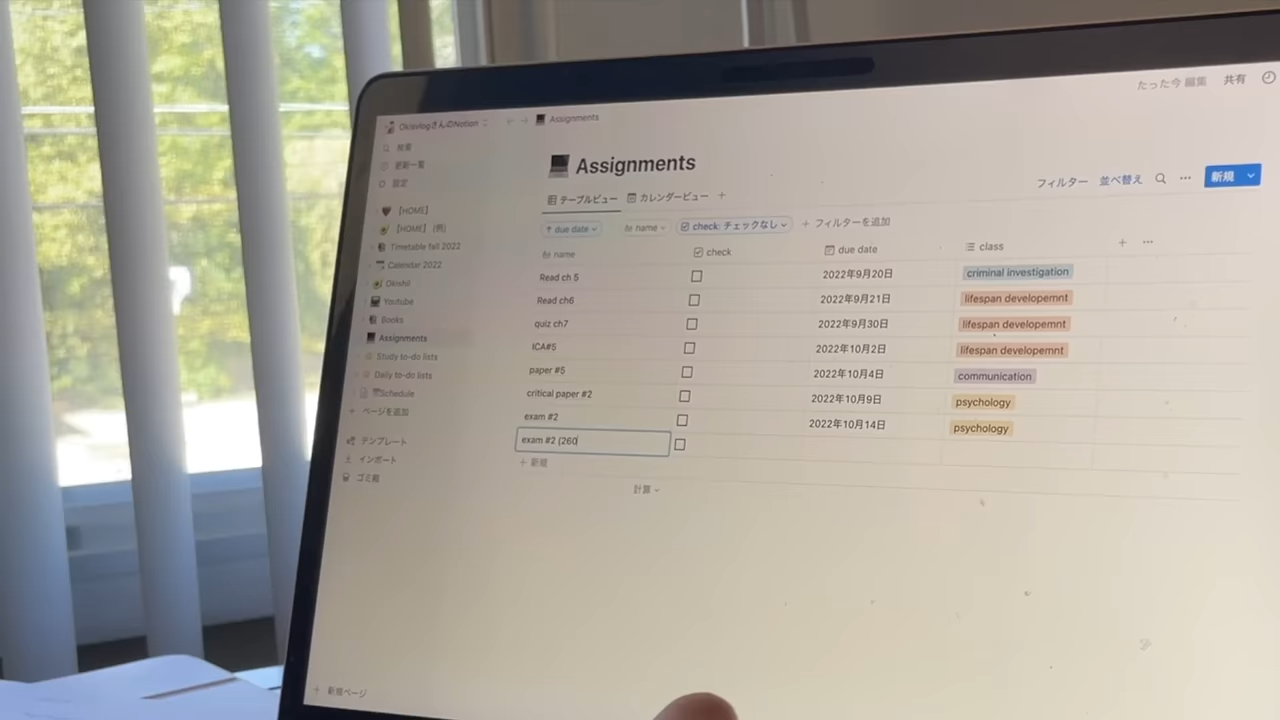 たった今 編集 共有
OkisvlogさんのNotion
Assignments
検索
更新一覧
設定
Assignments
フィルター 並べ替え 新規
テーブルビュー カレンダービュー
due date name check: チェックなし フィルターを追加
【HOME】
【HOME】 (例)
Timetable fall 2022
Calendar 2022
Okishil
Youtube
Books
Assignments
Study to-do lists
Daily to-do lists
Schedule
ページを追加
テンプレート
インポート
ゴミ箱
新規ページ
name check due date class
Read ch 5 2022年9月20日 criminal investigation
Read ch6 2022年9月21日 lifespan developemnt
quiz ch7 2022年9月30日 lifespan developemnt
ICA#5 2022年10月2日 lifespan developemnt
paper #5 2022年10月4日 communication
critical paper #2 2022年10月9日 psychology
exam #2 2022年10月14日 psychology
exam #2 (260
新規
計算